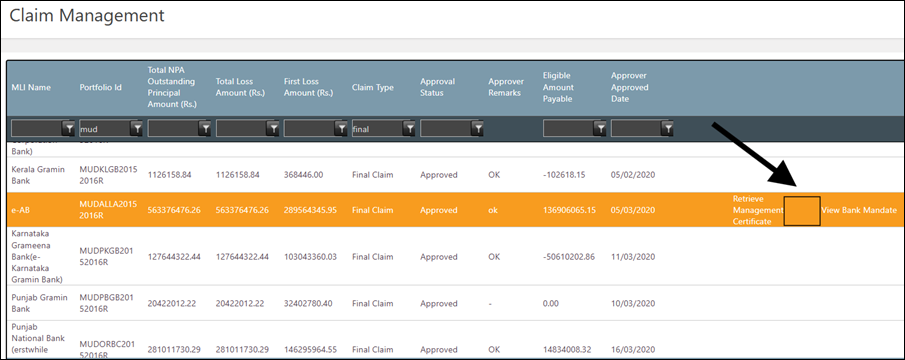 Claim Management
MLI Name
Portfolio Id
Total NPA
Outstanding
Principal
Amount (Rs.)
Total Loss
Amount (Rs.)
First Loss
Amount (Rs.)
Claim Type
Approval
Status
Approver
Remarks
Eligible
Amount
Payable
Approver
Approved
Date
mud
final
Bank)
Kerala Gramin
Bank
MUDKLGB2015
2016R
1126158.84
1126158.84
368446.00
Final Claim
Approved
OK
-102618.15
05/02/2020
e-AB
MUDALLA2015
2016R
563376476.26
563376476.26
289564345.95
Final Claim
Approved
ok
136906065.15
05/03/2020
Retrieve
Management
Certificate
View Bank Mandate
Karnataka
Grameena
Bank(e-
Karnataka
Gramin Bank)
MUDPKGB20
152016R
127644322.44
127644322.44
103043360.03
Final Claim
Approved
OK
-50610202.86
11/03/2020
Punjab Gramin
Bank
MUDPBGB201
52016R
20422012.22
20422012.22
32402780.40
Final Claim
Approved
-
0.00
10/03/2020
Punjab
National Bank
(erstwhile
MUDORBC201
52016R
281011730.29
281011730.29
146295964.55
Final Claim
Approved
OK
14834008.32
16/03/2020